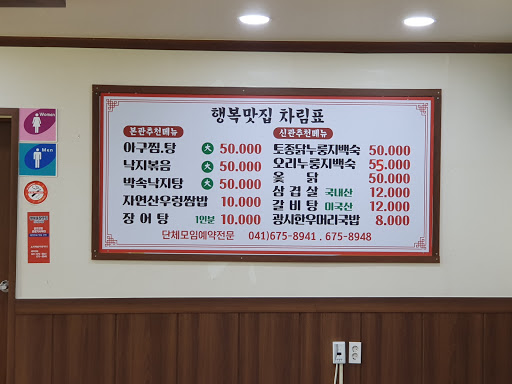 행복맛집 차림표
본관추천메뉴
아구찜.탕 大 50.000
낙지볶음 大 50.000
박속낙지탕 大 50.000
자연산우렁쌈밥 10.000
장어탕 1인분 10.000
신관추천메뉴
토종닭누룽지백숙 50.000
오리누룽지백숙 55.000
옻닭 50.000
삼겹살 국내산 12.000
갈비탕 미국산 12.000
광시한우머리국밥 8.000
단체모임예약전문 041)675-8941 . 675-8948
Women
Men